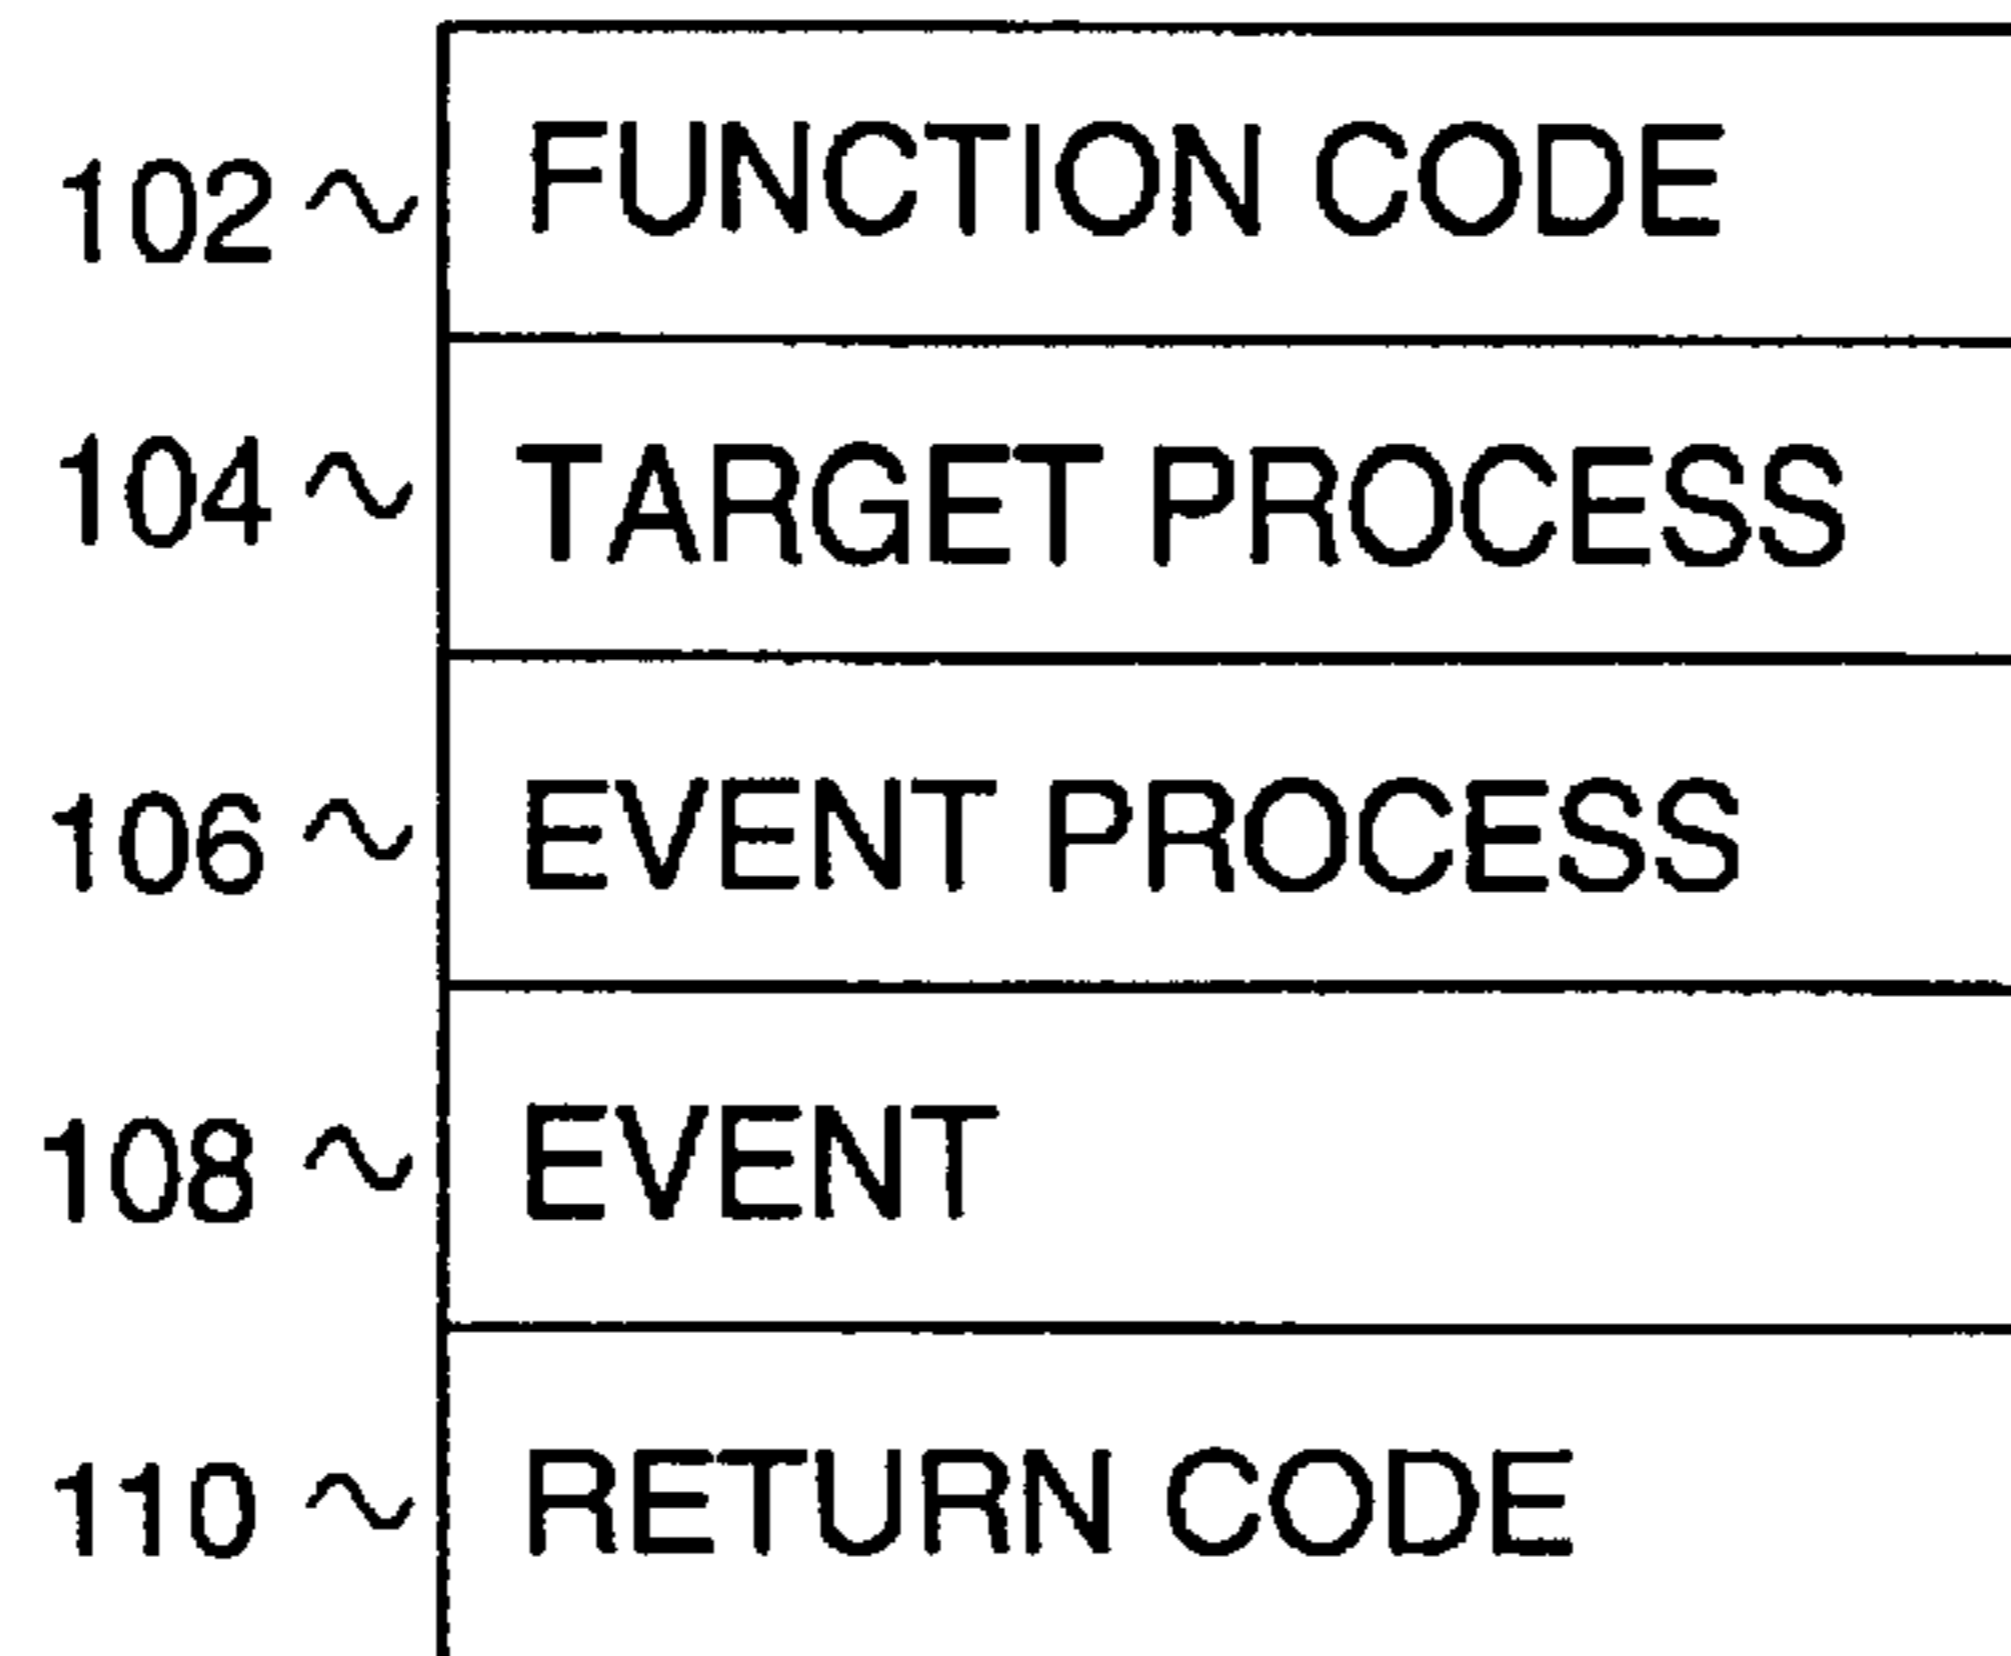 102 ~ FUNCTION CODE
104 ~ TARGET PROCESS
106 ~ EVENT PROCESS
108 ~ EVENT
110 ~ RETURN CODE